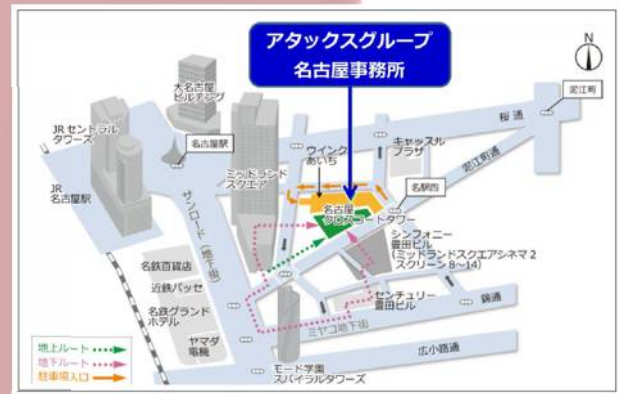 アタックスグループ
名古屋事務所
N
大名古屋
ビルヂング
泥江町
JRセントラル
タワーズ
名古屋駅
桜通
ウインク
あいち
キャッスル
プラザ
泥江町通
ミッドランド
スクエア
JR
名古屋駅
名駅四
サンロード(地下街)
名古屋
クロスコートタワー
シンフォニー
豊田ビル
(ミッドランドスクエアシネマ2
スクリーン8~14)
名鉄百貨店
近鉄パッセ
名鉄グランド
ホテル
センチュリー
豊田ビル
錦通
ミヤコ地下街
ヤマダ
電機
地上ルート
地下ルート
駐車場入口
モード学園
スパイラルタワーズ
広小路通